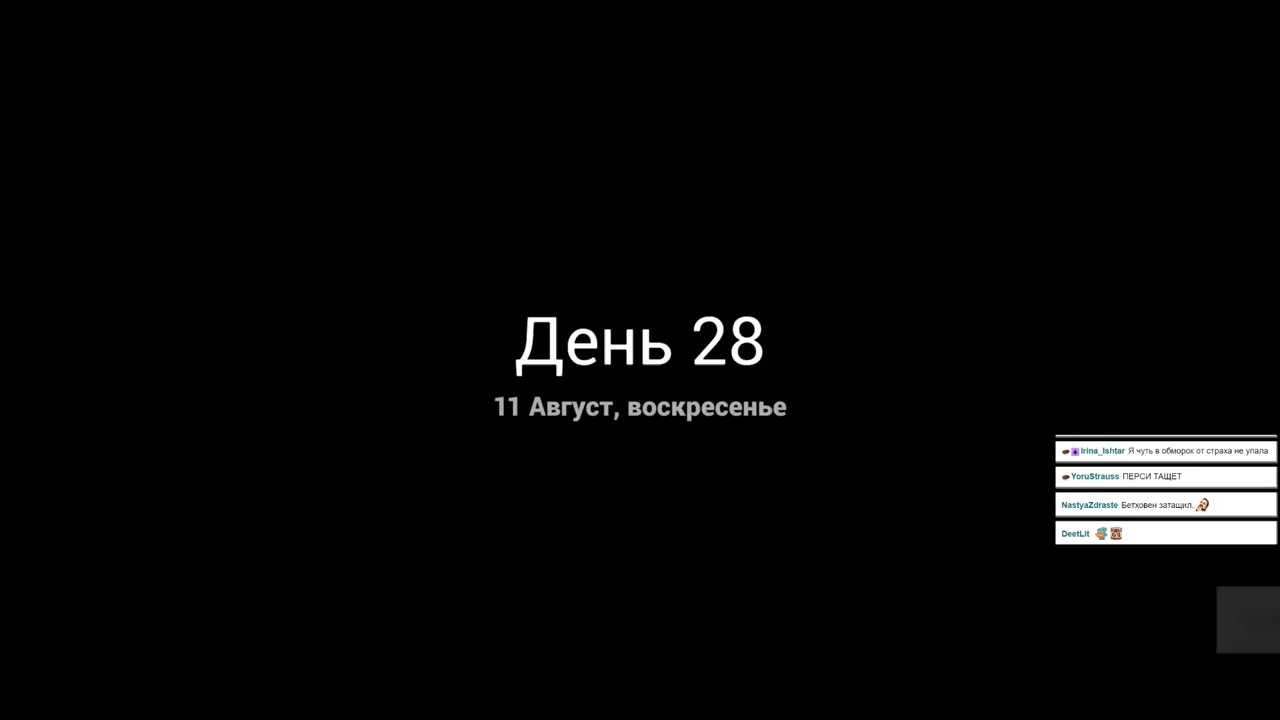 День 28
11 Август, воскресенье
Irina_Ishtar Я чуть в обморок от страха не упала
YoruStrauss ПЕРСИ ТАЩЕТ
NastyaZdraste Бетховен затащил.
DeetLit